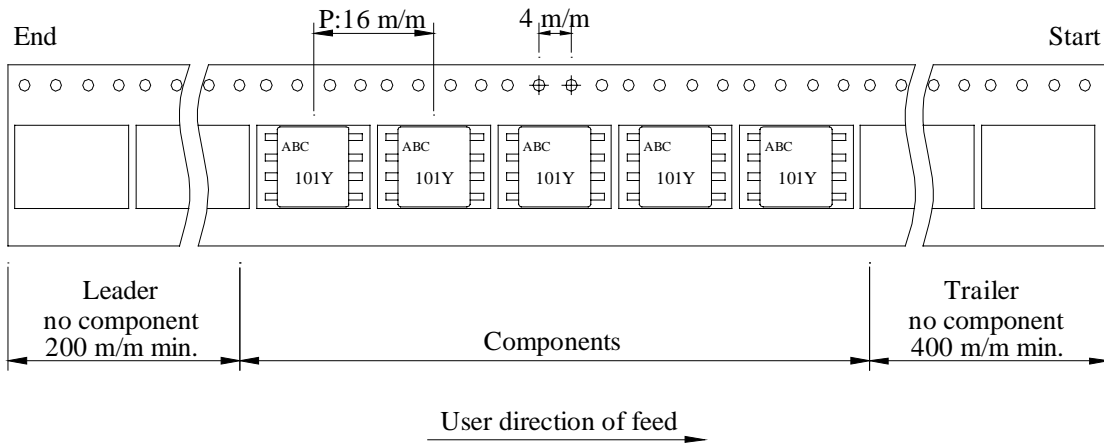 P:16 m/m
4 m/m
End
Start
ABC
101Y
ABC
101Y
ABC
101Y
ABC
101Y
ABC
101Y
Leader
no component
200 m/m min.
Components
Trailer
no component
400 m/m min.
User direction of feed